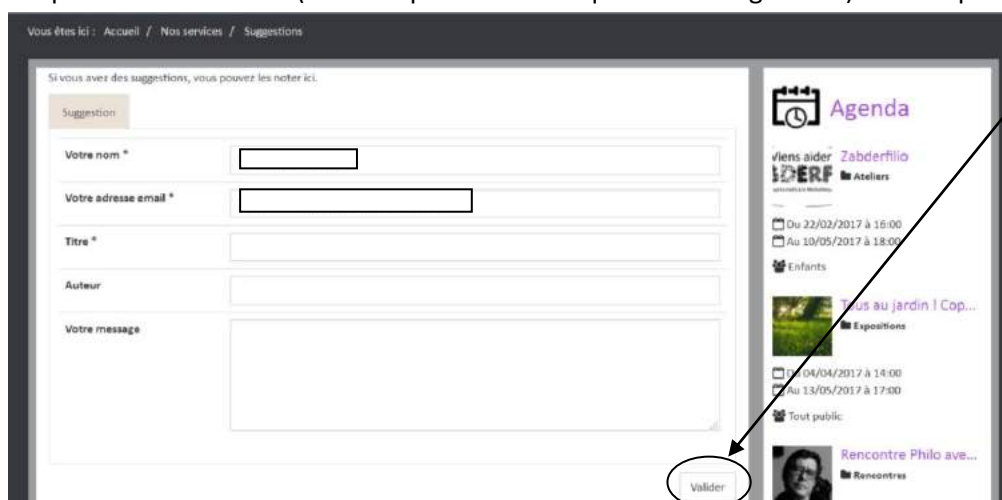 Vous êtes ici : Accueil / Nos services / Suggestions
Si vous avez des suggestions, vous pouvez les noter ici.
Suggestion
Votre nom *
Votre adresse email *
Titre *
Auteur
Votre message
Valider
Agenda
Viens aider
Zabderfilio
Ateliers
Du 22/02/2017 à 16:00
Au 10/05/2017 à 18:00
Enfants
Tous au jardin ! Cop...
Expositions
Du 04/04/2017 à 14:00
Au 13/05/2017 à 17:00
Tout public
Rencontre Philo ave...
Rencontres